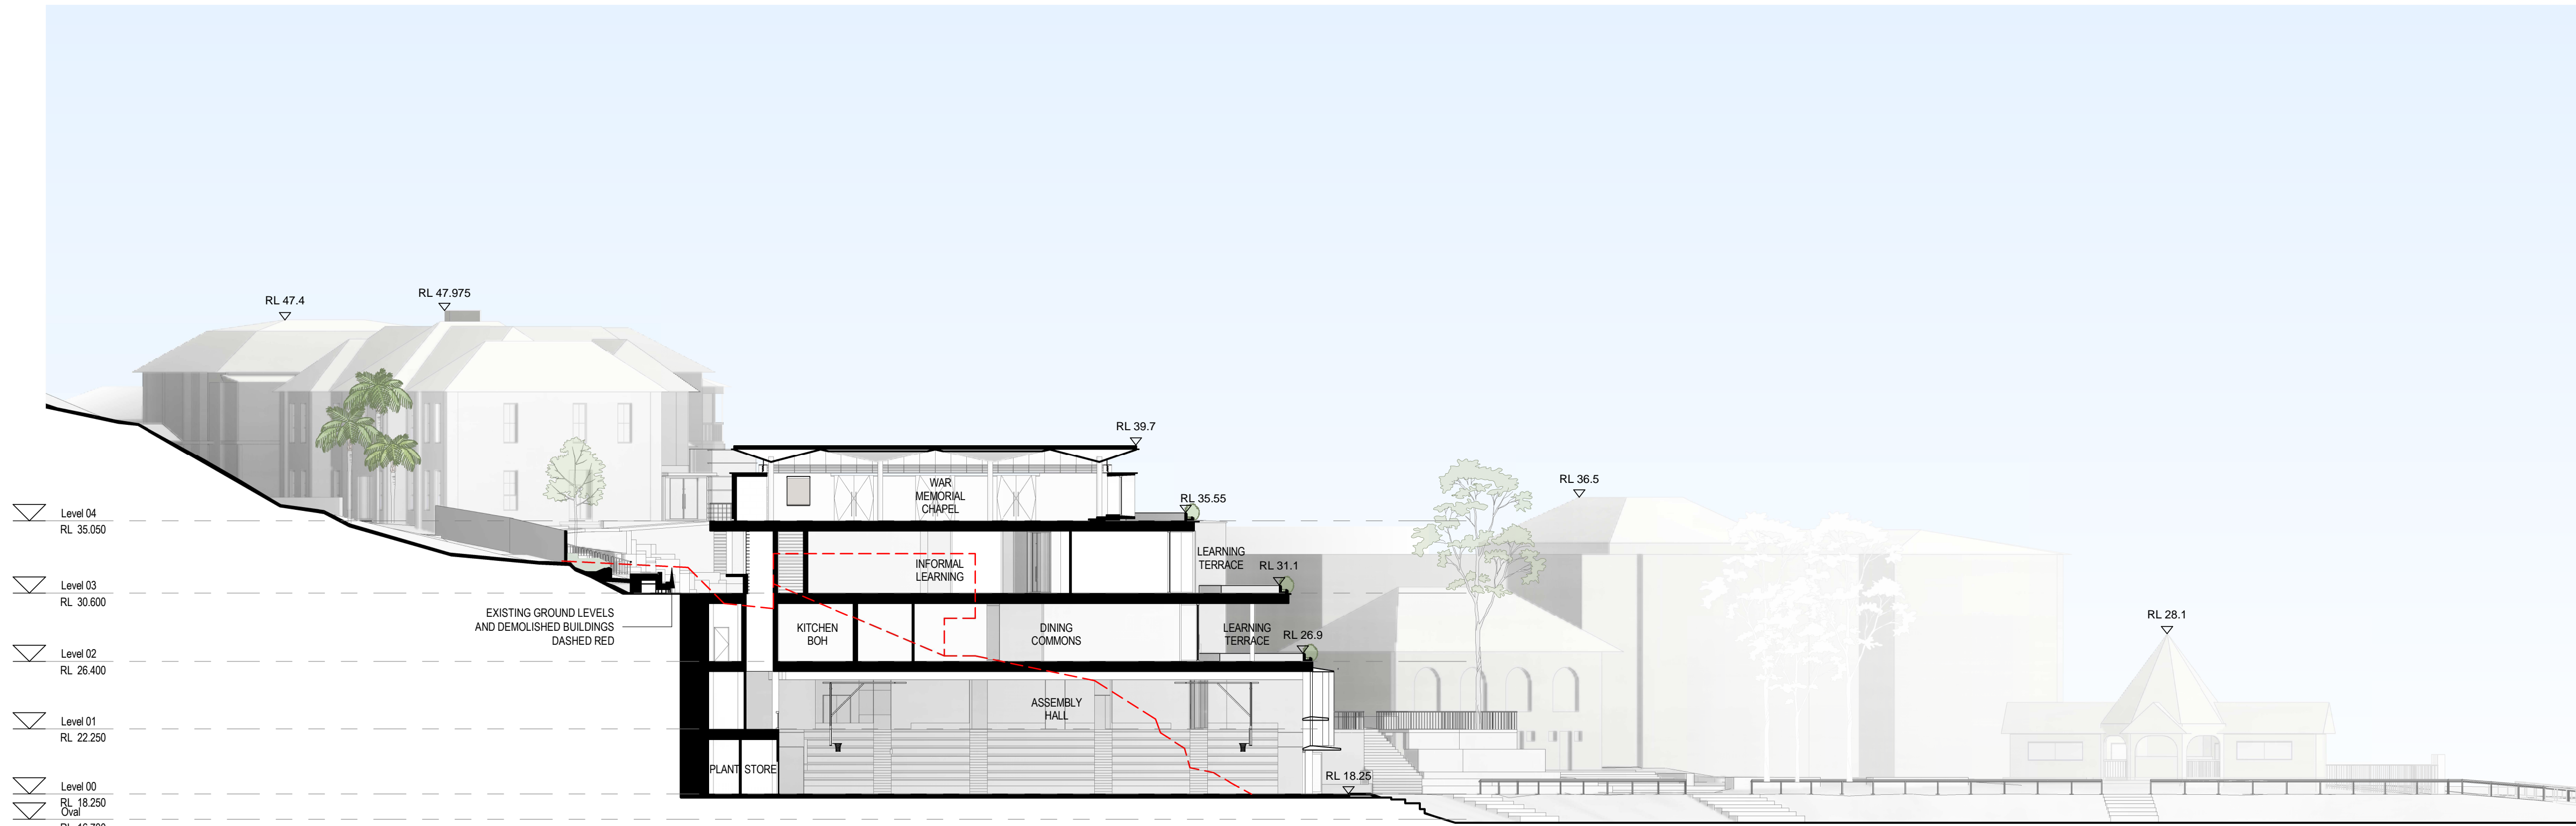 RL 47.4
RL 47.975
RL 39.7
WAR
MEMORIAL
CHAPEL
RL 35.55
RL 36.5
Level 04
RL 35.050
INFORMAL
LEARNING
LEARNING
TERRACE
RL 31.1
Level 03
RL 30.600
EXISTING GROUND LEVELS
AND DEMOLISHED BUILDINGS
DASHED RED
KITCHEN
BOH
DINING
COMMONS
LEARNING
TERRACE
RL 26.9
RL 28.1
Level 02
RL 26.400
ASSEMBLY
HALL
Level 01
RL 22.250
PLANT
STORE
RL 18.25
Level 00
RL 18.250
Oval